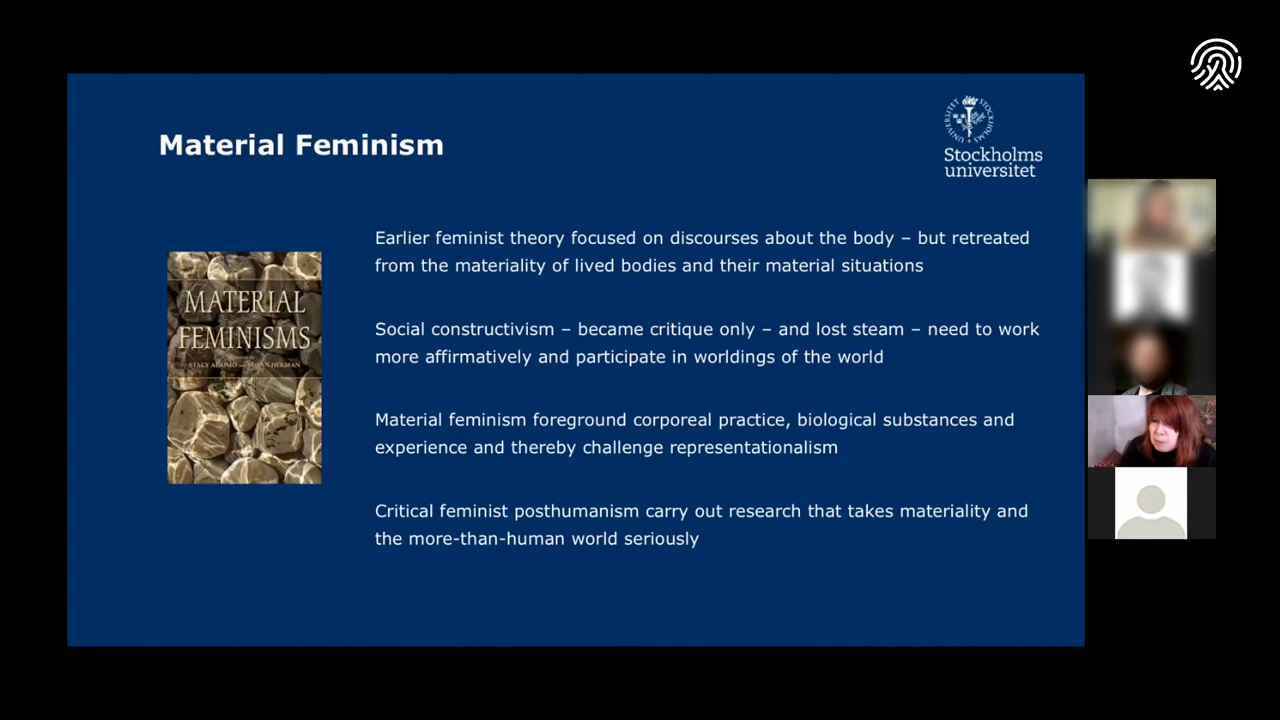 Material Feminism
STOCKHOLMS UNIVERSITET
Stockholms
universitet
Earlier feminist theory focused on discourses about the body – but retreated
from the materiality of lived bodies and their material situations
MATERIAL
FEMINISMS
STACY ALAIMO AND SUSAN HEKMAN
Social constructivism – became critique only – and lost steam – need to work
more affirmatively and participate in worldings of the world
Material feminism foreground corporeal practice, biological substances and
experience and thereby challenge representationalism
Critical feminist posthumanism carry out research that takes materiality and
the more-than-human world seriously